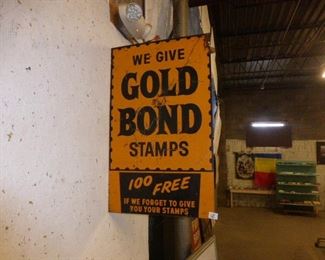 WE GIVE
GOLD
BOND
STAMPS
100 FREE
IF WE FORGET TO GIVE
YOU YOUR STAMPS